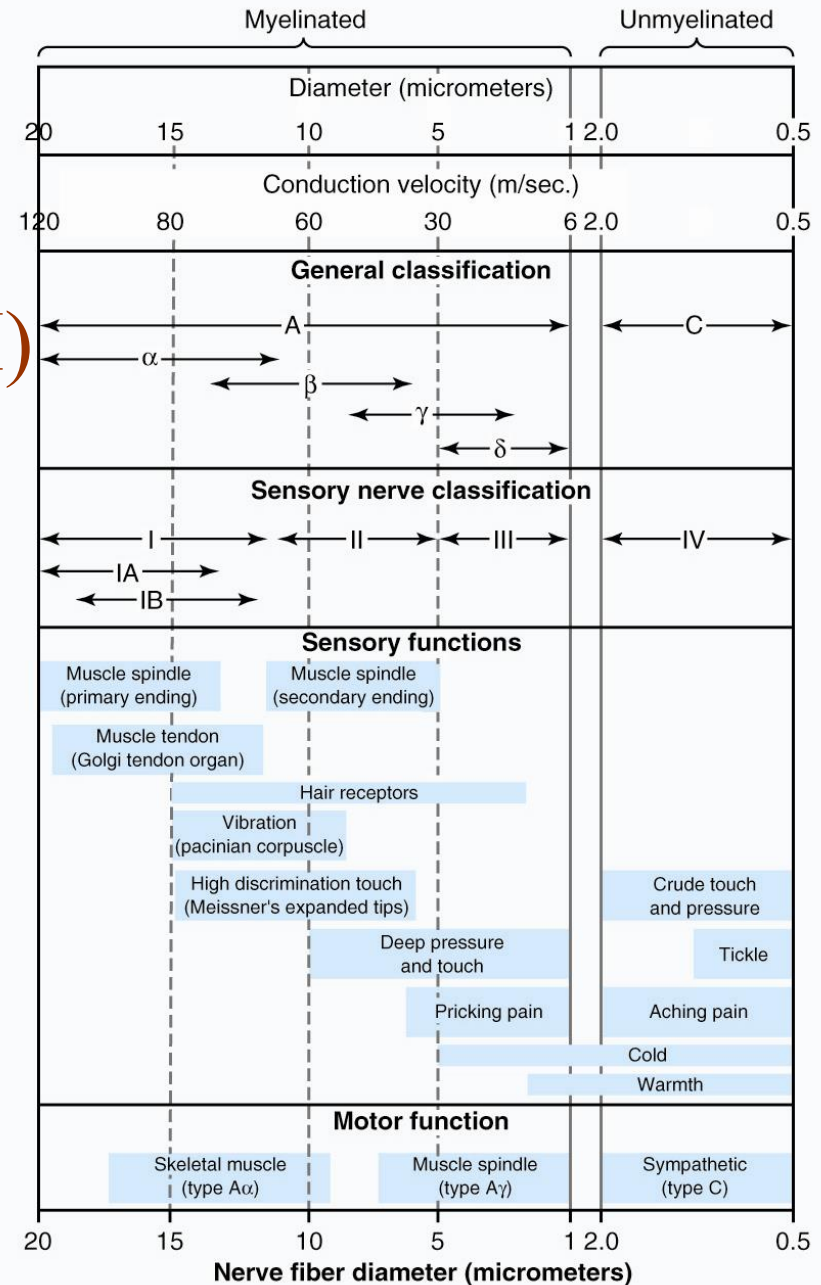 Myelinated Unmyelinated
Diameter (micrometers)
20 15 10 5 1 2.0 0.5
Conduction velocity (m/sec.)
120 80 60 30 6 2.0 0.5
General classification
A C
α
β
γ
δ
Sensory nerve classification
I II III IV
IA
IB
Sensory functions
Muscle spindle Muscle spindle
(primary ending) (secondary ending)
Muscle tendon
(Golgi tendon organ)
Hair receptors
Vibration
(pacinian corpuscle)
High discrimination touch Crude touch
(Meissner's expanded tips) and pressure
Deep pressure
and touch
Tickle
Pricking pain Aching pain
Cold
Warmth
Motor function
Skeletal muscle Muscle spindle Sympathetic
(type Aα) (type Aγ) (type C)
20 15 10 5 1 2.0 0.5
Nerve fiber diameter (micrometers)